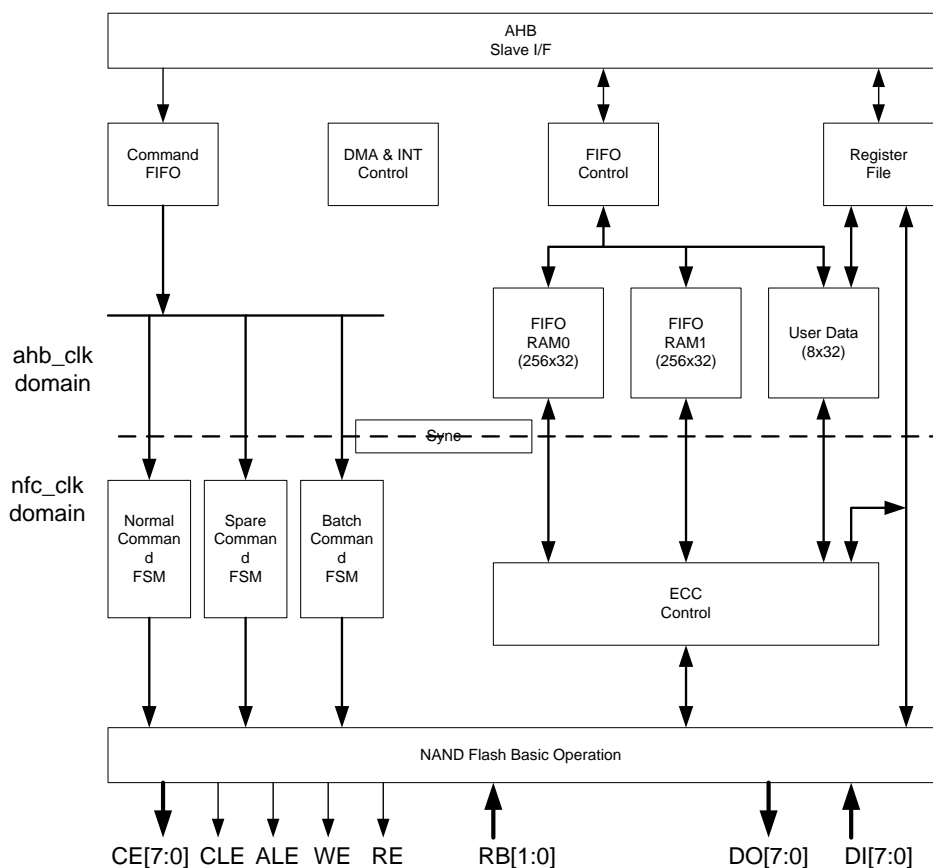 AHB
Slave I/F
Command
FIFO
DMA & INT
Control
FIFO
Control
Register
File
FIFO
RAM0
(256x32)
FIFO
RAM1
(256x32)
User Data
(8x32)
ahb_clk
domain
Sync
nfc_clk
domain
Normal
Comman
d
FSM
Spare
Comman
d
FSM
Batch
Comman
d
FSM
ECC
Control
NAND Flash Basic Operation
CE[7:0] CLE ALE WE RE RB[1:0] DO[7:0] DI[7:0]